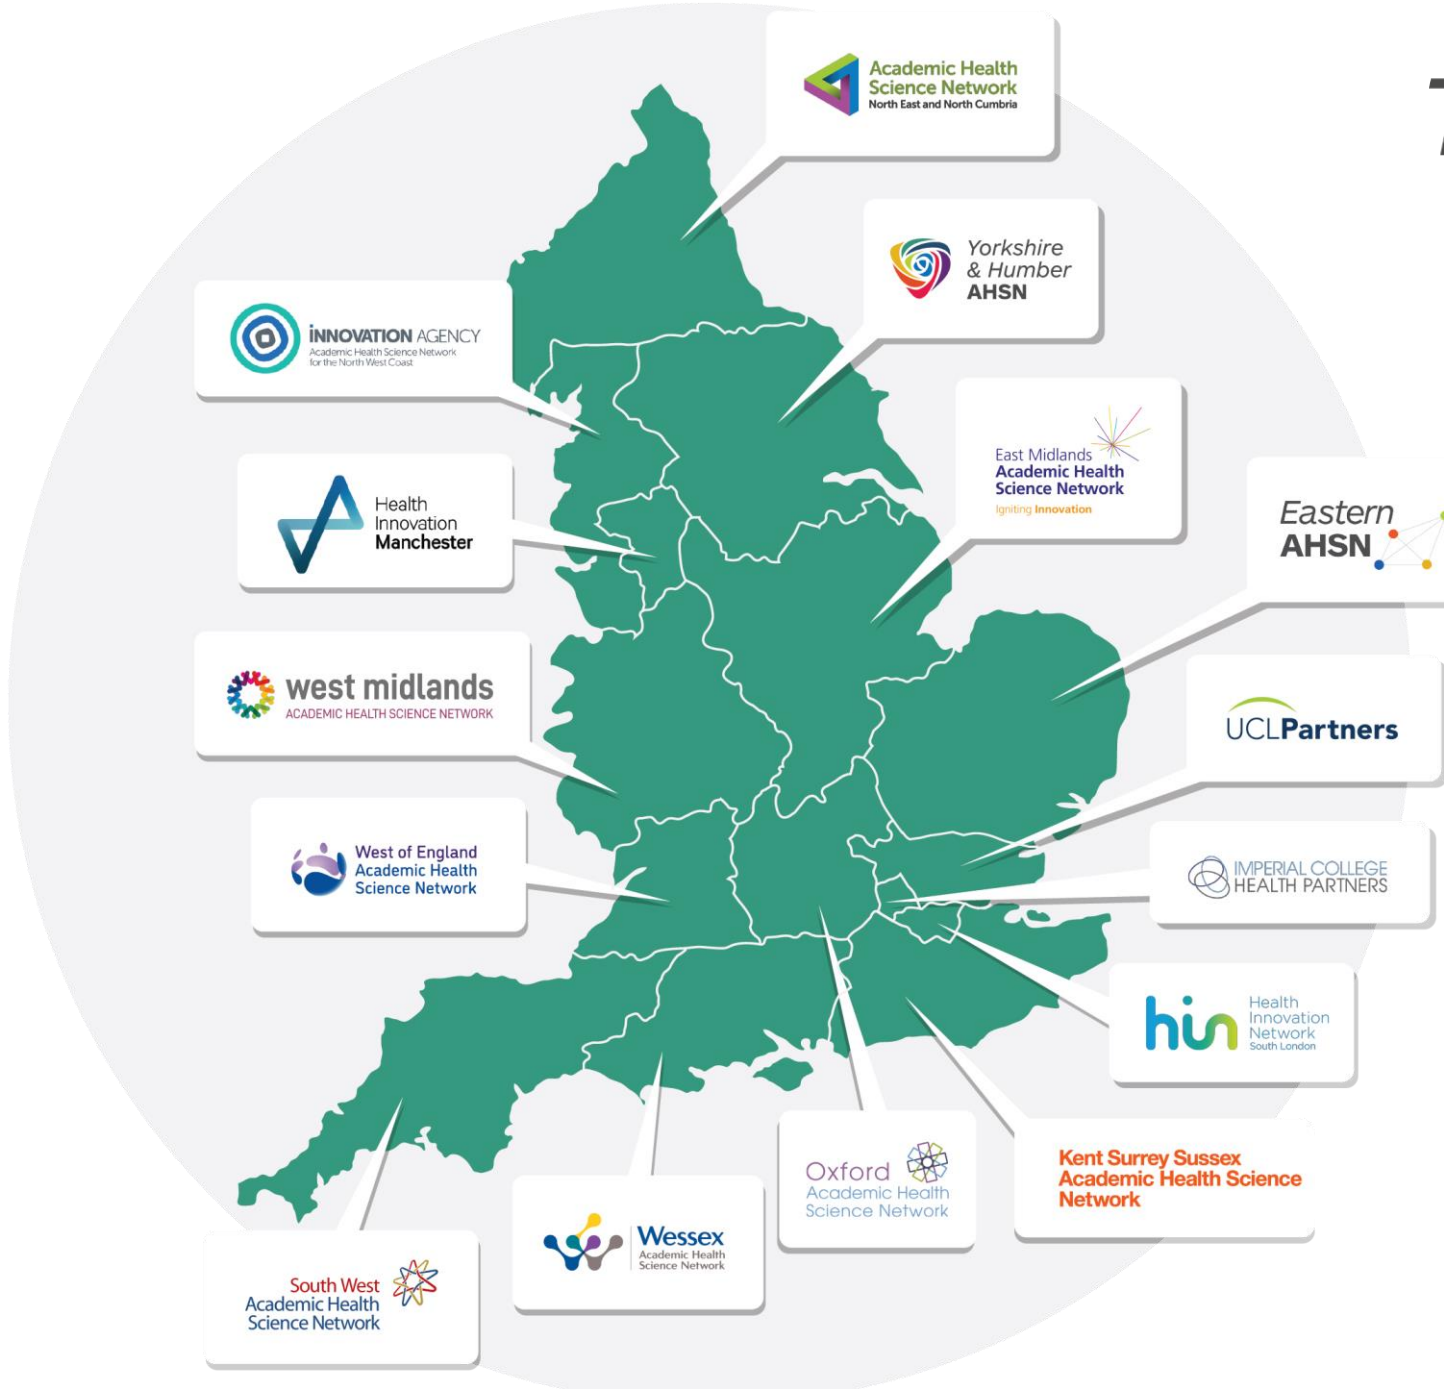 Academic Health
Science Network
North East and North Cumbria
Yorkshire
& Humber
AHSN
iNNOVATION AGENCY
Academic Health Science Network
for the North West Coast
East Midlands
Academic Health
Science Network
Igniting Innovation
Health
Innovation
Manchester
Eastern
AHSN
west midlands
ACADEMIC HEALTH SCIENCE NETWORK
UCLPartners
West of England
Academic Health
Science Network
IMPERIAL COLLEGE
HEALTH PARTNERS
hin
Health
Innovation
Network
South London
Oxford
Academic Health
Science Network
Kent Surrey Sussex
Academic Health Science
Network
Wessex
Academic Health
Science Network
South West
Academic Health
Science Network